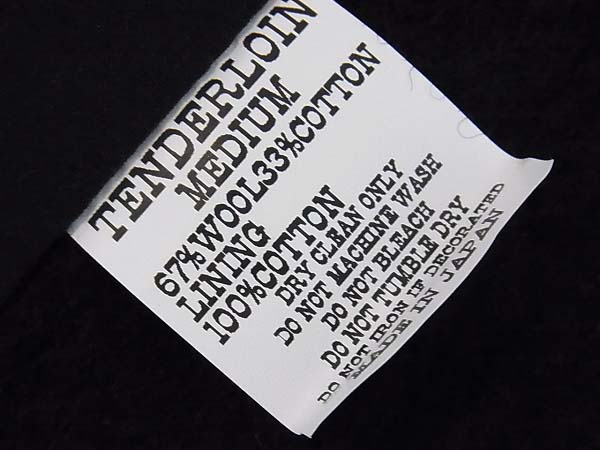 TENDERLOIN
MEDIUM
67%WOOL33%COTTON
LINING
100%COTTON
DRY CLEAN ONLY
DO NOT MACHINE WASH
DO NOT BLEACH
DO NOT TUMBLE DRY
DO NOT IRON IF DECORATED
MADE IN JAPAN